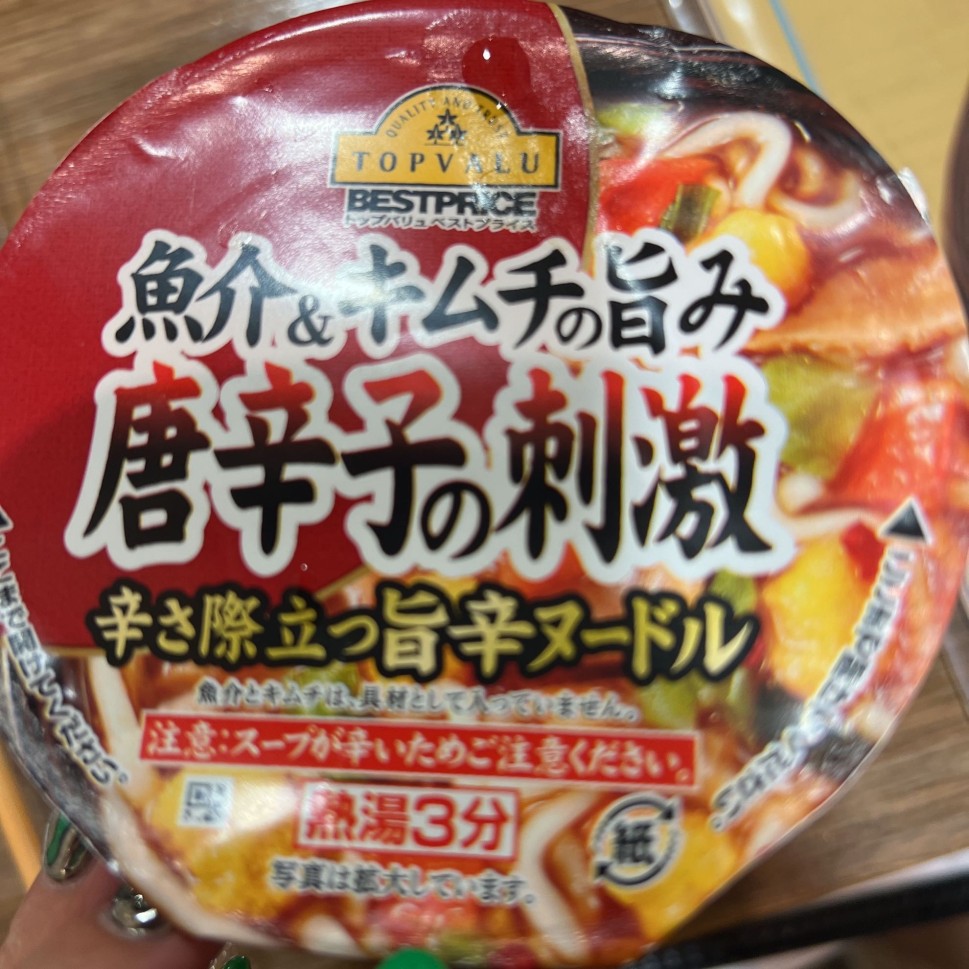 QUALITY AND TRUST
TOPVALU
BESTPRICE
トップバリュ ベストプライス
魚介&キムチの旨み
唐辛子の刺激
辛さ際立つ旨辛ヌードル
魚介とキムチは、具材として入っていません。
注意:スープが辛いためご注意ください。
熱湯3分
紙
写真は拡大しています。